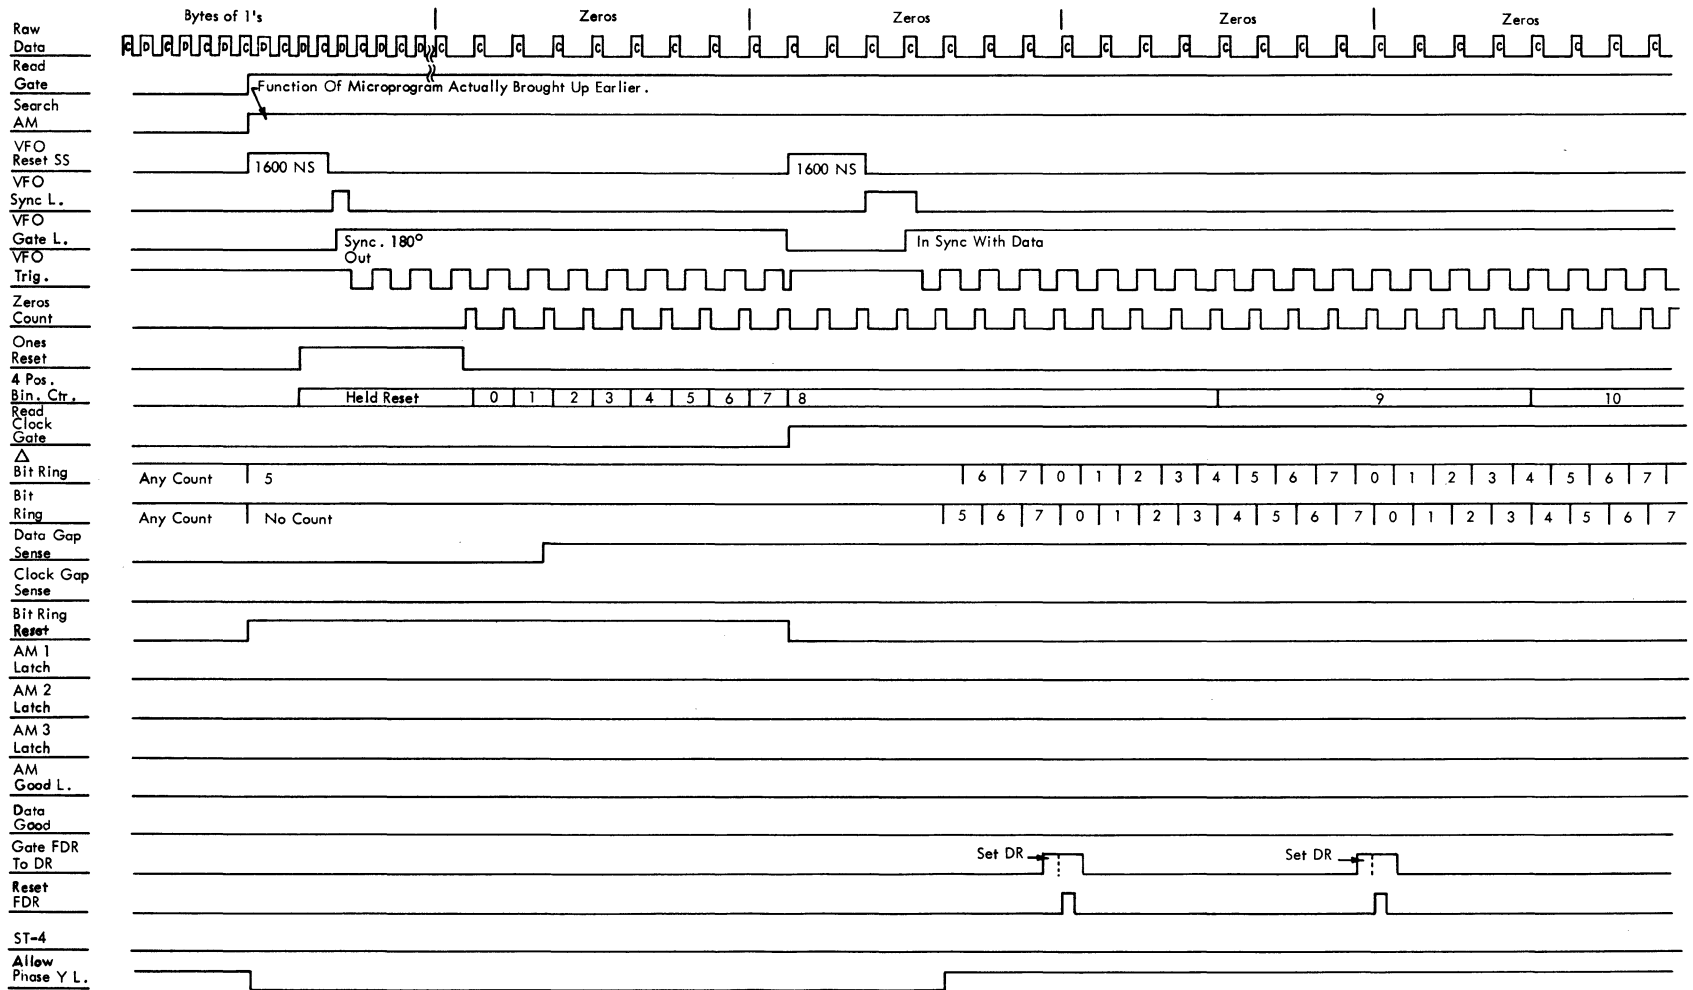 Bytes of 1's | Zeros | Zeros | Zeros | Zeros
Raw
Data
C D C D C D C D C D C D C D C D C C C C C C C C C C C C C C C C C C C C C C C C C C C C C C C C
Read
Gate
Function Of Microprogram Actually Brought Up Earlier.
Search
AM
VFO
Reset SS
1600 NS 1600 NS
VFO
Sync L.
VFO
Gate L.
Sync. 180°
Out
In Sync With Data
VFO
Trig.
Zeros
Count
Ones
Reset
4 Pos.
Bin. Ctr.
Held Reset 0 1 2 3 4 5 6 7 8 9 10
Read
Clock
Gate
△
Bit Ring
Any Count 5 6 7 0 1 2 3 4 5 6 7 0 1 2 3 4 5 6 7
Bit
Ring
Any Count No Count 5 6 7 0 1 2 3 4 5 6 7 0 1 2 3 4 5 6 7
Data Gap
Sense
Clock Gap
Sense
Bit Ring
Reset
AM 1
Latch
AM 2
Latch
AM 3
Latch
AM
Good L.
Data
Good
Gate FDR
To DR
Set DR Set DR
Reset
FDR
ST-4
Allow
Phase Y L.